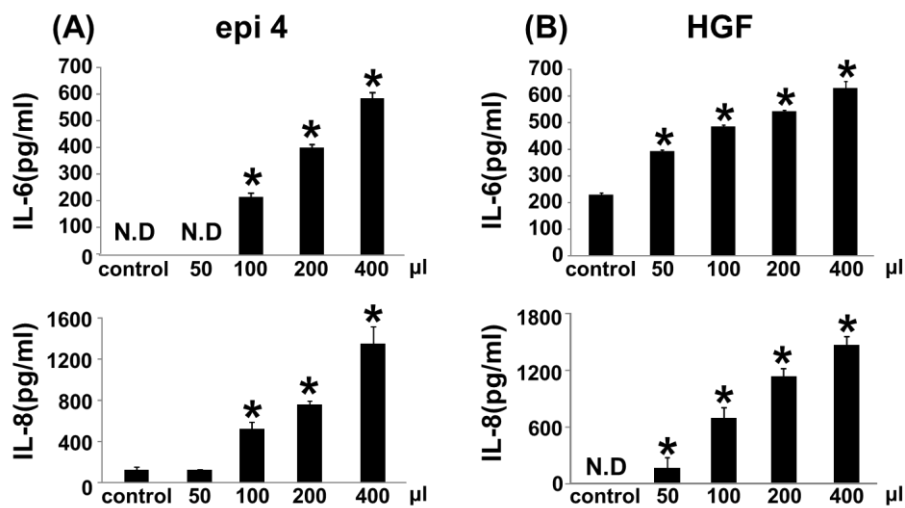 (A) epi 4
IL-6(pg/ml)
700
600
500
400
300
200
100
0
N.D N.D * * *
control 50 100 200 400 µl
(B) HGF
IL-6(pg/ml)
700
600
500
400
300
200
100
0
* * * *
control 50 100 200 400 µl
IL-8(pg/ml)
1600
1200
800
400
0
* * *
control 50 100 200 400 µl
IL-8(pg/ml)
1800
1200
600
0
N.D * * * *
control 50 100 200 400 µl